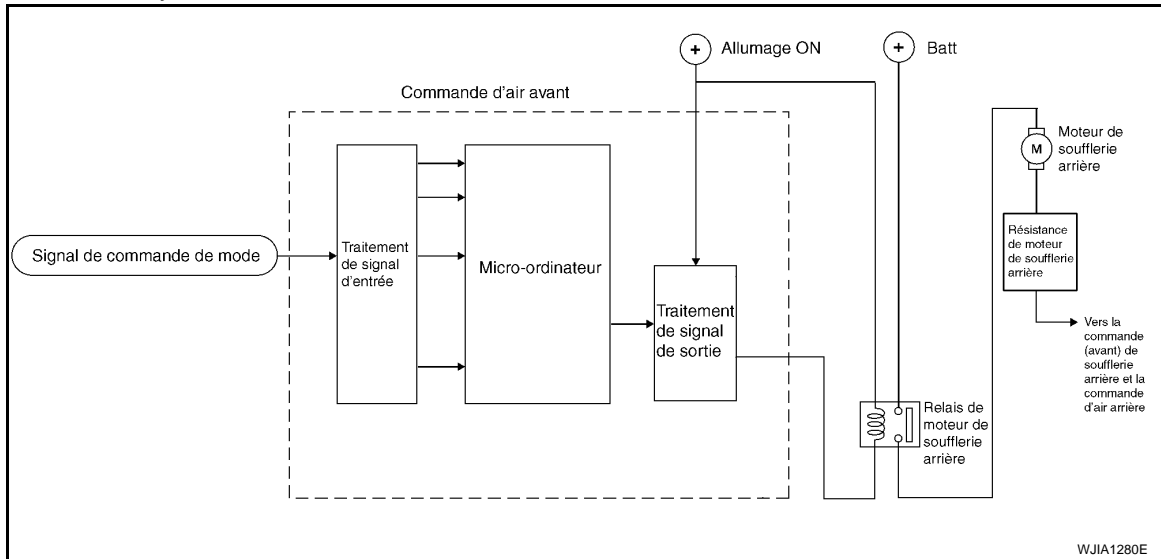 +
Allumage ON
+
Batt
Commande d'air avant
Moteur de
soufflerie
arrière
M
Signal de commande de mode
Traitement
de signal
d'entrée
Micro-ordinateur
Traitement
de signal
de sortie
Résistance
de moteur
de soufflerie
arrière
Vers la
commande
(avant) de
soufflerie
arrière et la
commande
d'air arrière
Relais de
moteur de
soufflerie
arrière
WJIA1280E